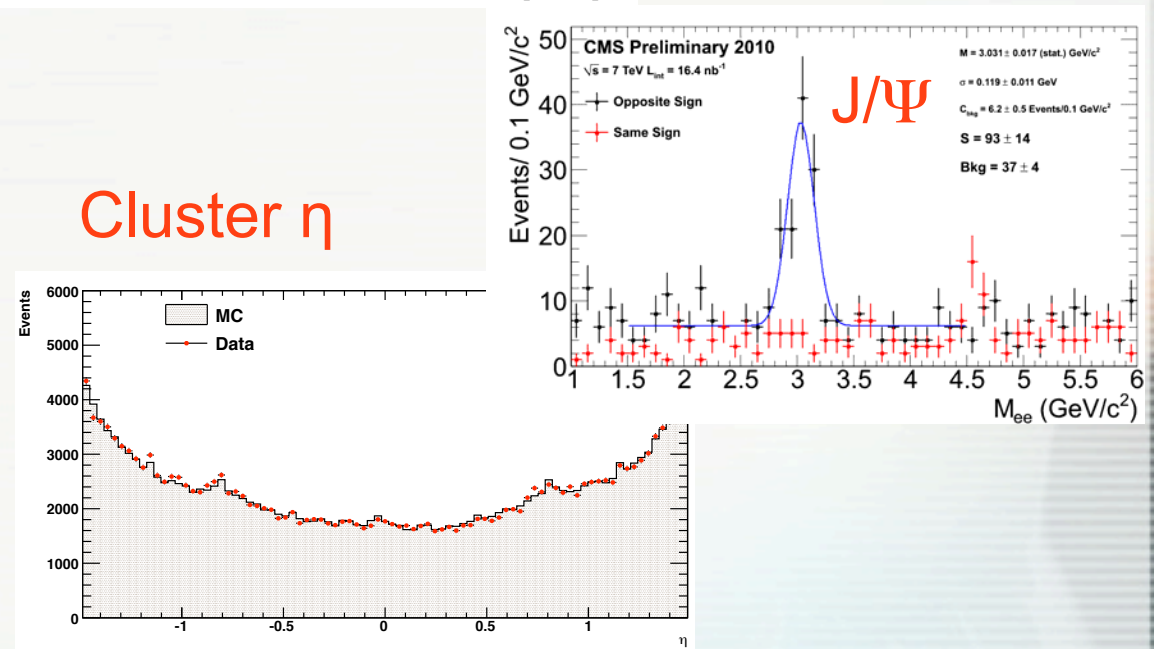 CMS Preliminary 2010
√s = 7 TeV L_int = 16.4 nb⁻¹
Opposite Sign
Same Sign
J/Ψ
M = 3.031 ± 0.017 (stat.) GeV/c²
σ = 0.119 ± 0.011 GeV
C_bkg = 6.2 ± 0.5 Events/0.1 GeV/c²
S = 93 ± 14
Bkg = 37 ± 4
Events/ 0.1 GeV/c²
50
40
30
20
10
0
1 1.5 2 2.5 3 3.5 4 4.5 5 5.5 6
M_ee (GeV/c²)
Cluster η
Events
MC
Data
6000
5000
4000
3000
2000
1000
0
-1 -0.5 0 0.5 1
η